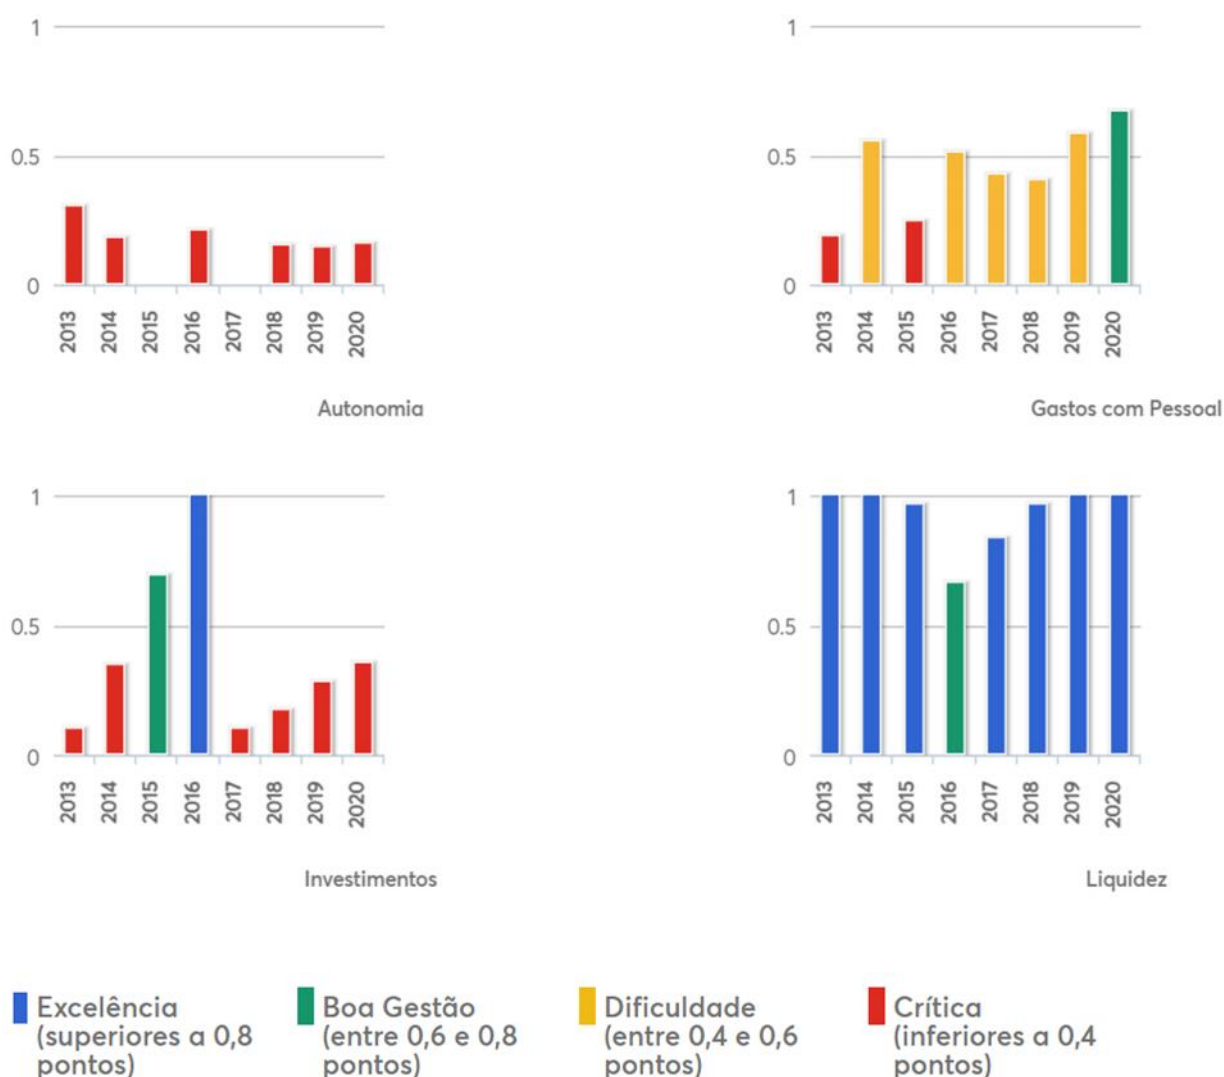 1
0.5
0
2013
2014
2015
2016
2017
2018
2019
2020
Autonomia
1
0.5
0
2013
2014
2015
2016
2017
2018
2019
2020
Gastos com Pessoal
1
0.5
0
2013
2014
2015
2016
2017
2018
2019
2020
Investimentos
1
0.5
0
2013
2014
2015
2016
2017
2018
2019
2020
Liquidez
Excelência
(superiores a 0,8
pontos)
Boa Gestão
(entre 0,6 e 0,8
pontos)
Dificuldade
(entre 0,4 e 0,6
pontos)
Crítica
(inferiores a 0,4
pontos)